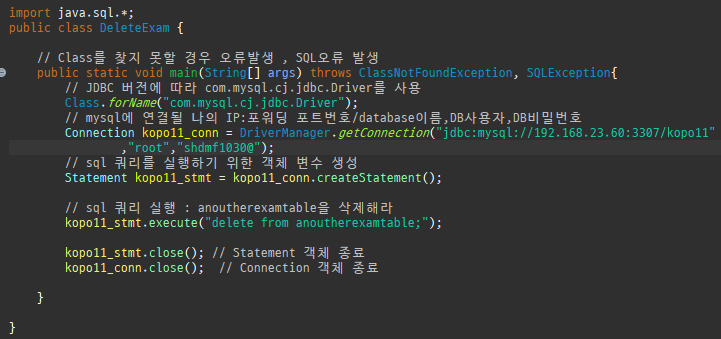 import java.sql.*;
public class DeleteExam {
// Class를 찾지 못할 경우 오류발생 , SQL오류 발생
public static void main(String[] args) throws ClassNotFoundException, SQLException{
// JDBC 버전에 따라 com.mysql.cj.jdbc.Driver를 사용
Class.forName("com.mysql.cj.jdbc.Driver");
// mysql에 연결될 나의 IP:포워딩 포트번호/database이름,DB사용자,DB비밀번호
Connection kopo11_conn = DriverManager.getConnection("jdbc:mysql://192.168.23.60:3307/kopo11"
,"root","shdmf1030@");
// sql 쿼리를 실행하기 위한 객체 변수 생성
Statement kopo11_stmt = kopo11_conn.createStatement();
// sql 쿼리 실행 : anoutherexamtable을 삭제해라
kopo11_stmt.execute("delete from anoutherexamtable;");
kopo11_stmt.close(); // Statement 객체 종료
kopo11_conn.close();  // Connection 객체 종료
}
}